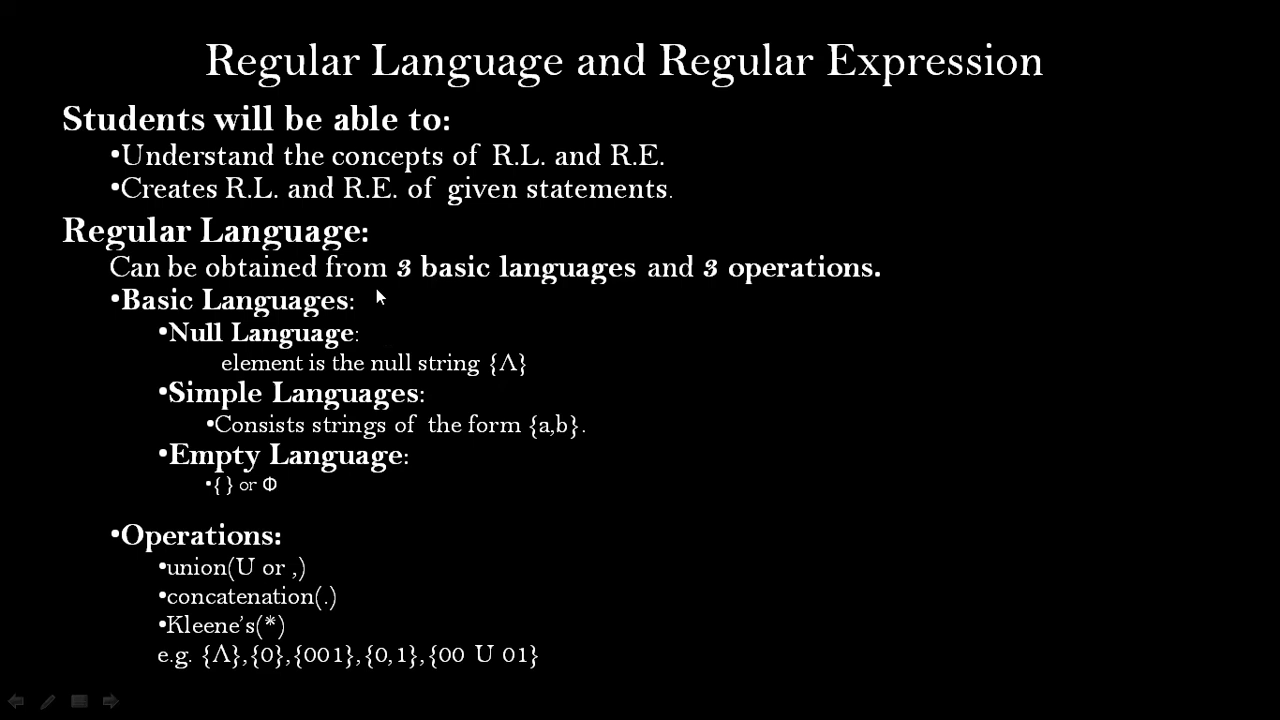 Regular Language and Regular Expression
Students will be able to:
•Understand the concepts of R.L. and R.E.
•Creates R.L. and R.E. of given statements.
Regular Language:
Can be obtained from 3 basic languages and 3 operations.
•Basic Languages:
•Null Language:
element is the null string {Λ}
•Simple Languages:
•Consists strings of the form {a,b}.
•Empty Language:
•{ } or Φ
•Operations:
•union(U or ,)
•concatenation(.)
•Kleene’s(*)
e.g. {Λ},{0},{001},{0,1},{00 U 01}